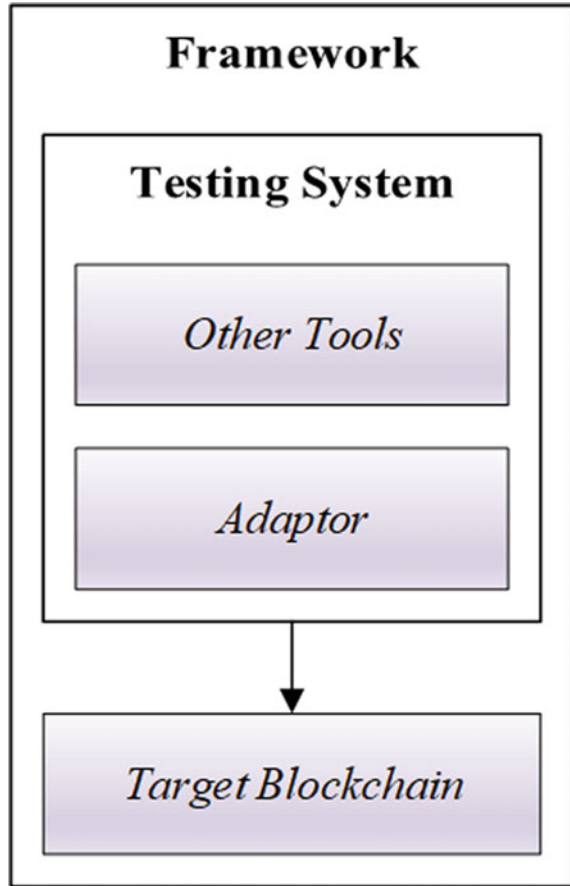 Framework
Testing System
Other Tools
Adaptor
Target Blockchain